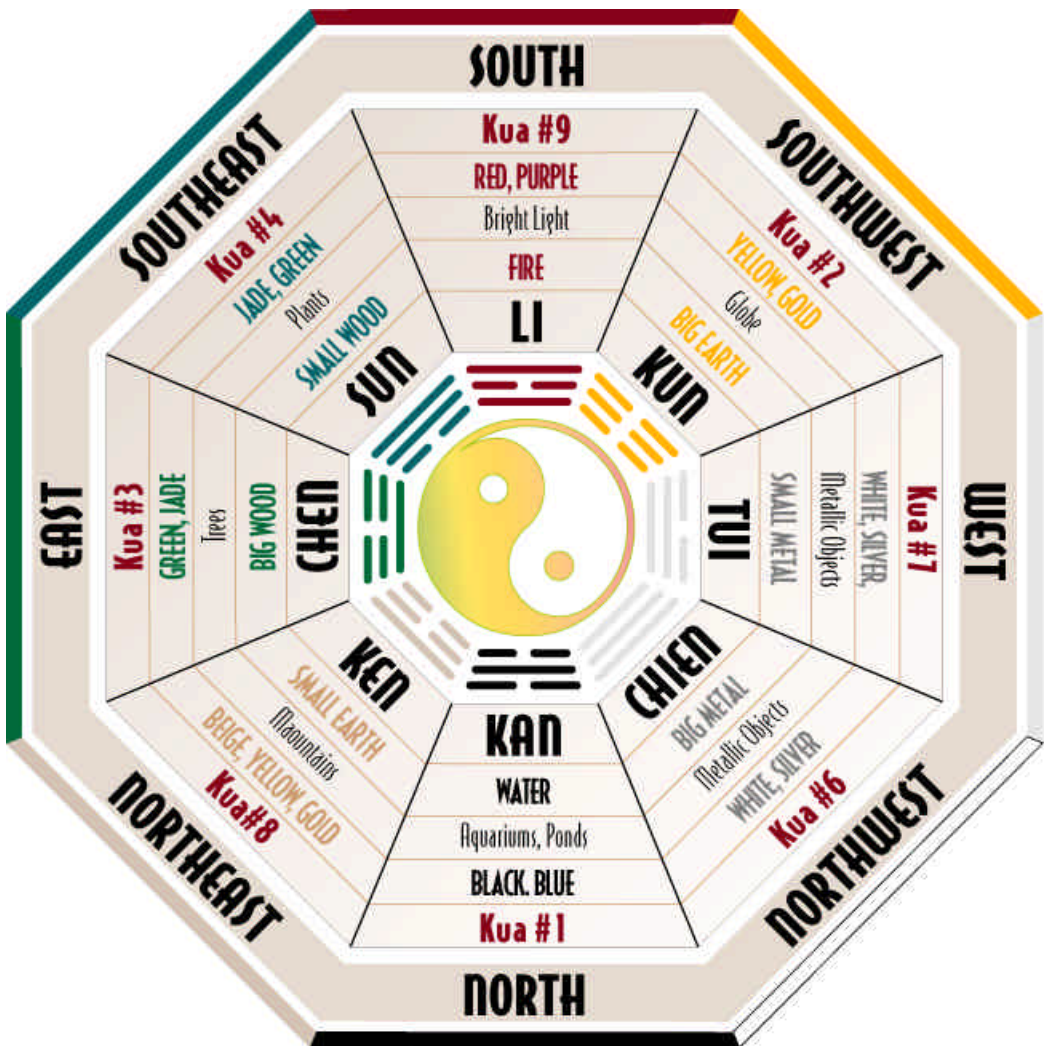 SOUTH
Kua #9
RED, PURPLE
Bright Light
FIRE
LI
SOUTHWEST
Kua #2
YELLOW, GOLD
Globe
BIG EARTH
KUN
WEST
Kua #7
WHITE, SILVER,
Metallic Objects
SMALL METAL
TUI
NORTHWEST
Kua #6
WHITE, SILVER
Metallic Objects
BIG METAL
CHIEN
KAN
WATER
Aquariums, Ponds
BLACK. BLUE
Kua #1
NORTH
KEN
SMALL EARTH
Maountains
BEIGE, YELLOW, GOLD
Kua#8
NORTHEAST
EAST
Kua #3
GREEN, JADE
Trees
BIG WOOD
CHEN
SOUTHEAST
Kua #4
JADE, GREEN
Plants
SMALL WOOD
SUN